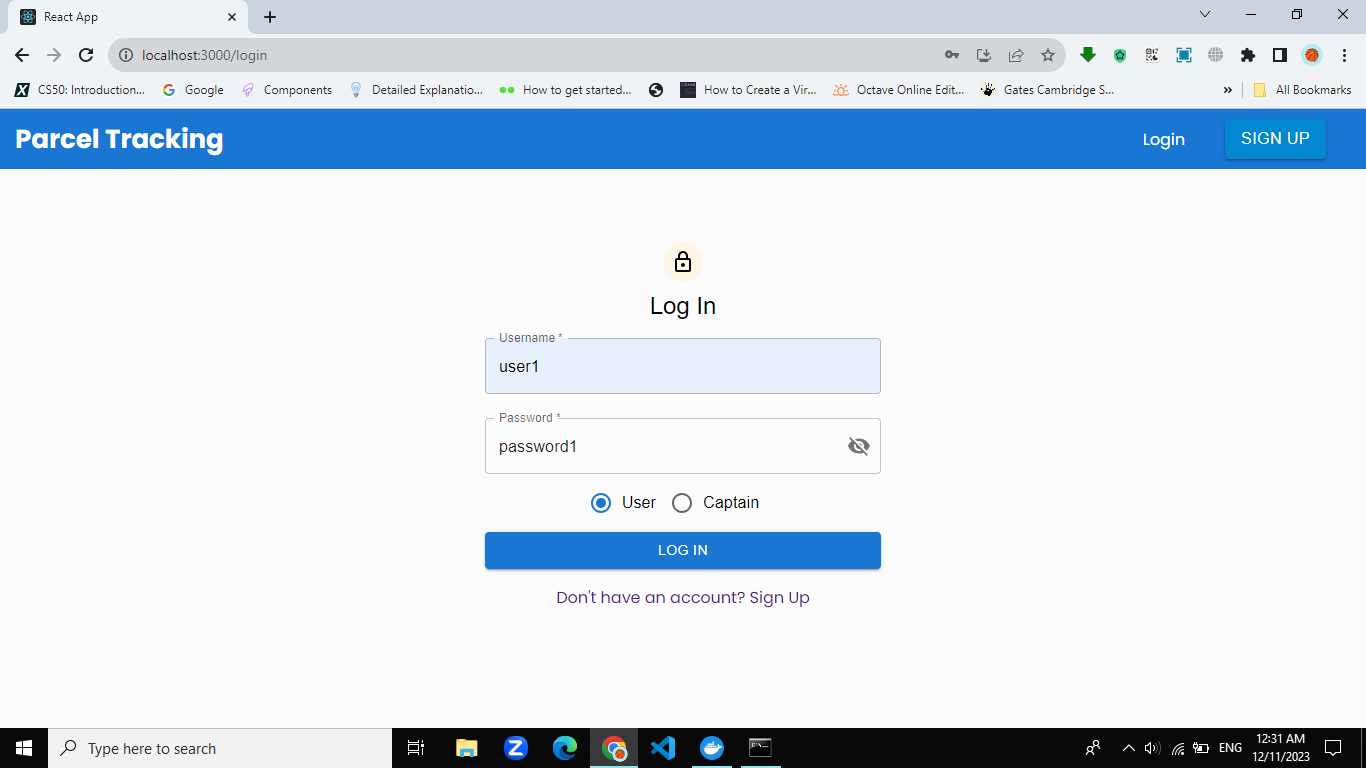 React App
localhost:3000/login
CS50: Introduction... Google Components Detailed Explanatio... How to get started... How to Create a Vir... Octave Online Edit... Gates Cambridge S... » All Bookmarks
Parcel Tracking Login SIGN UP
Log In
Username *
user1
Password *
password1
User Captain
LOG IN
Don't have an account? Sign Up
Type here to search ENG 12:31 AM
12/11/2023